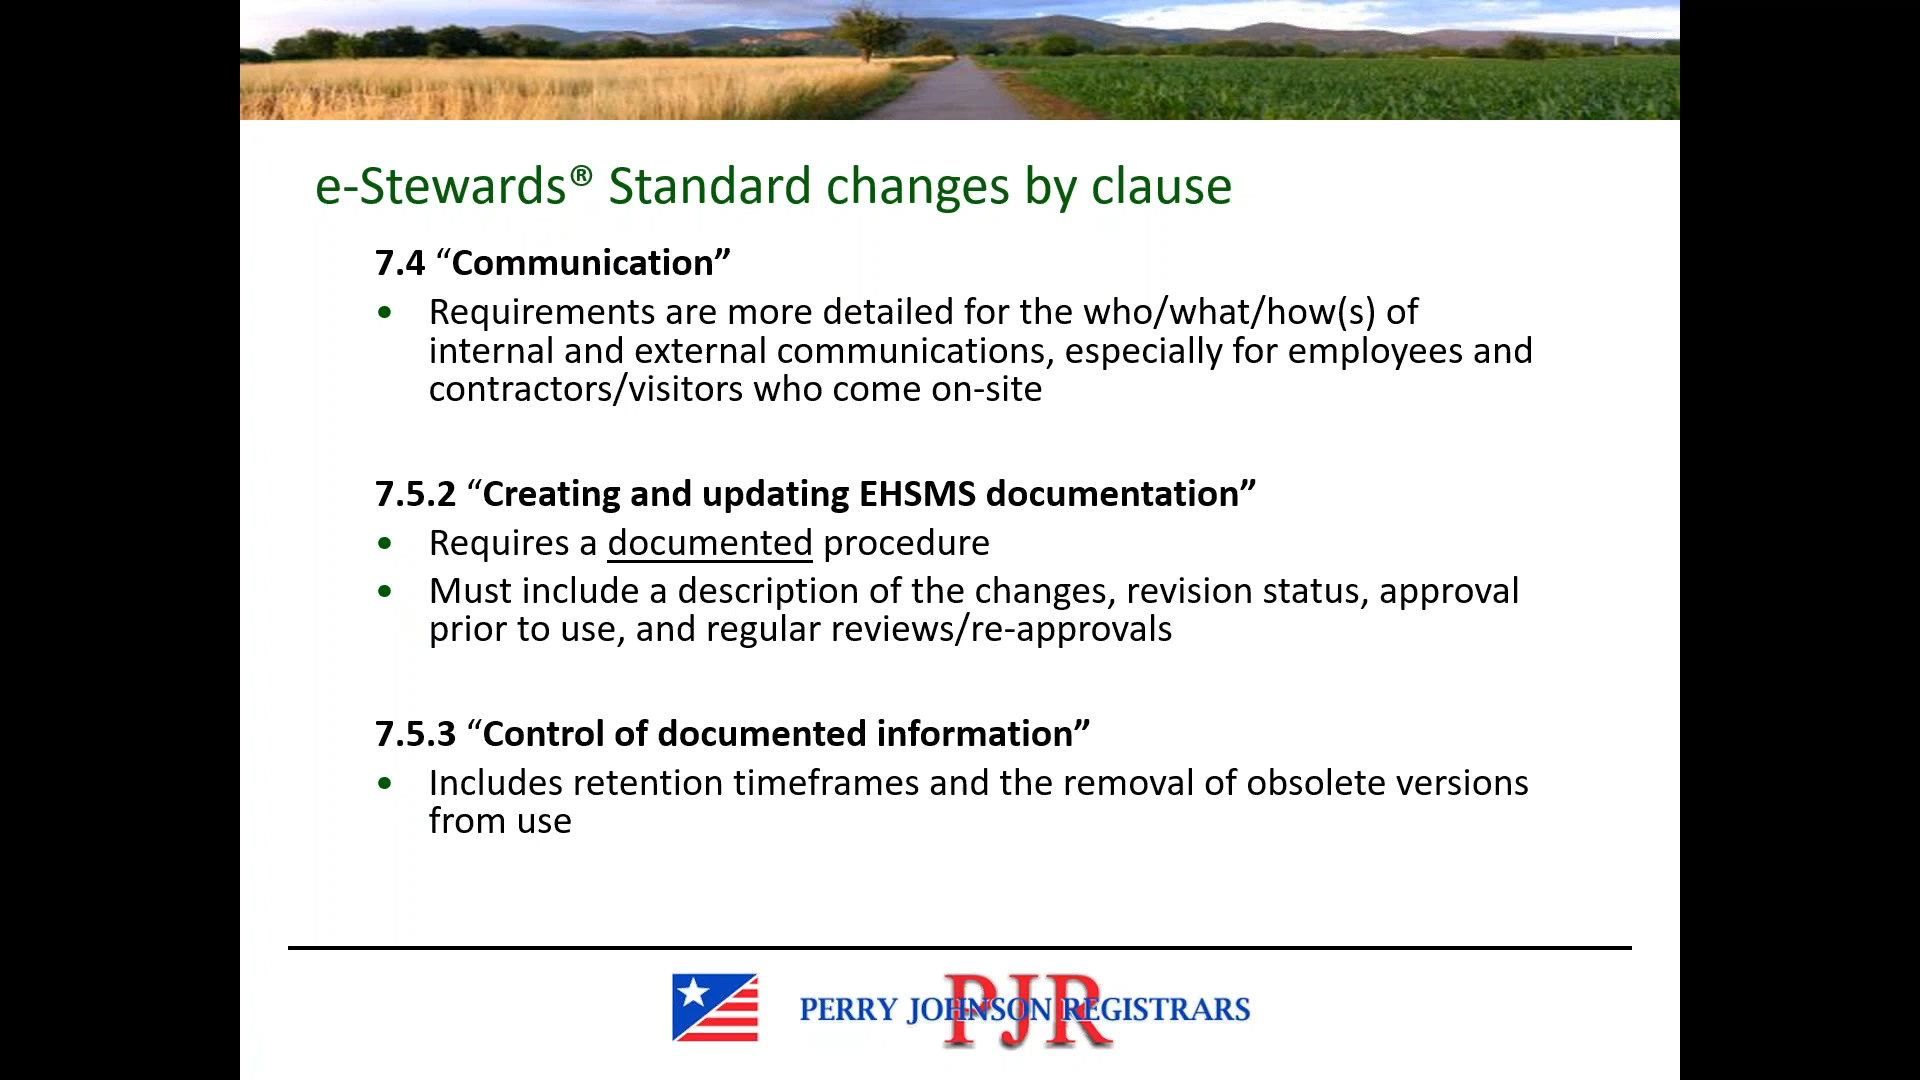 e-Stewards® Standard changes by clause
7.4 “Communication”
• Requirements are more detailed for the who/what/how(s) of
internal and external communications, especially for employees and
contractors/visitors who come on-site
7.5.2 “Creating and updating EHSMS documentation”
• Requires a documented procedure
• Must include a description of the changes, revision status, approval
prior to use, and regular reviews/re-approvals
7.5.3 “Control of documented information”
• Includes retention timeframes and the removal of obsolete versions
from use
PJR
PERRY JOHNSON REGISTRARS